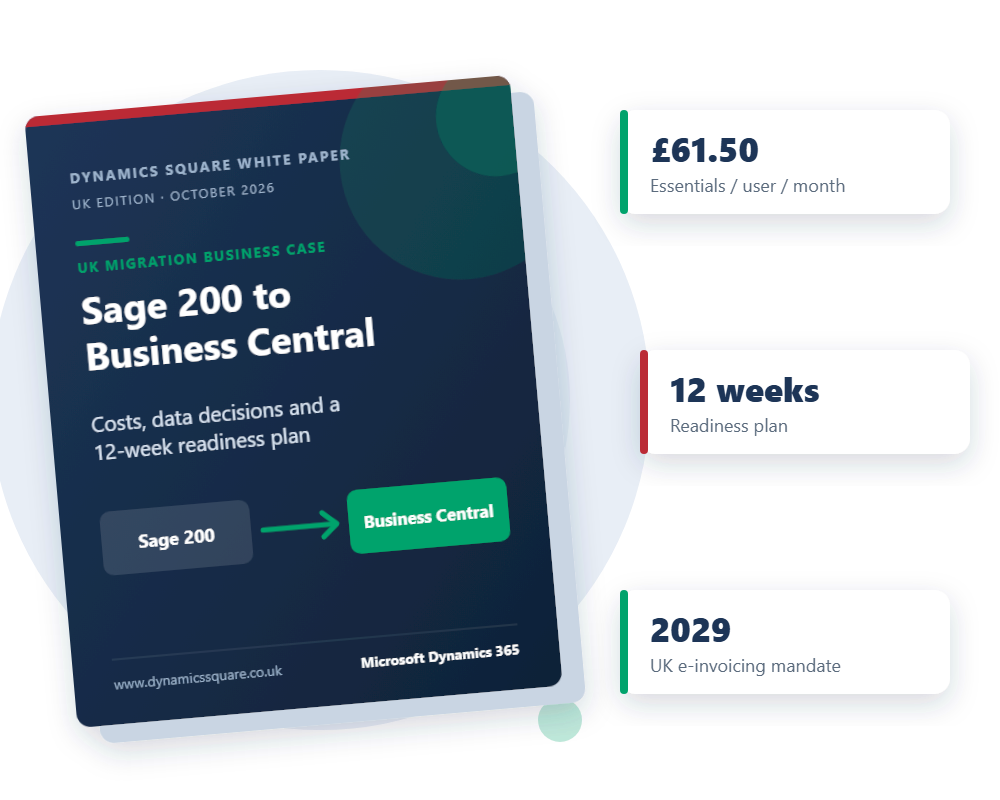 DYNAMICS SQUARE WHITE PAPER
UK EDITION · OCTOBER 2026
UK MIGRATION BUSINESS CASE
Sage 200 to
Business Central
Costs, data decisions and a
12-week readiness plan
Sage 200
Business Central
www.dynamicssquare.co.uk
Microsoft Dynamics 365
£61.50
Essentials / user / month
12 weeks
Readiness plan
2029
UK e-invoicing mandate